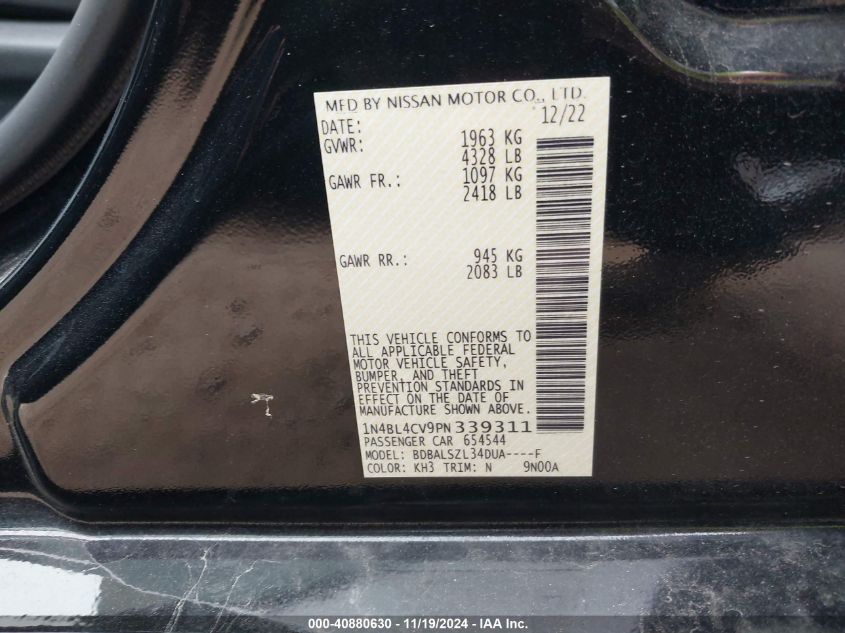 MFD BY NISSAN MOTOR CO., LTD.
DATE: 12/22
GVWR: 1963 KG
4328 LB
GAWR FR.: 1097 KG
2418 LB
GAWR RR.: 945 KG
2083 LB
THIS VEHICLE CONFORMS TO
ALL APPLICABLE FEDERAL
MOTOR VEHICLE SAFETY,
BUMPER, AND THEFT
PREVENTION STANDARDS IN
EFFECT ON THE DATE OF
MANUFACTURE SHOWN ABOVE.
1N4BL4CV9PN339311
PASSENGER CAR 654544
MODEL: BDBALSZL34DUA----F
COLOR: KH3 TRIM: N 9N00A
000-40880630 - 11/19/2024 - IAA Inc.